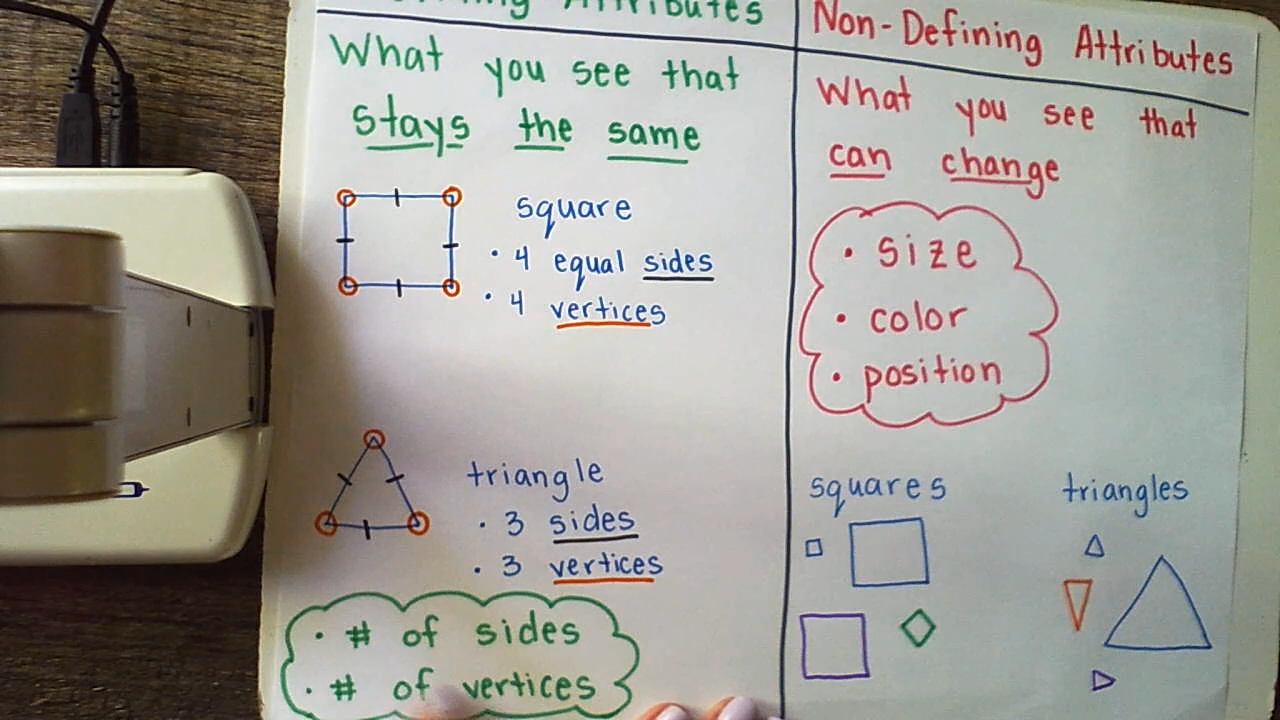 Attributes
What you see that
stays the same
square
• 4 equal sides
• 4 vertices
triangle
• 3 sides
• 3 vertices
• # of sides
• # of vertices
Non-Defining Attributes
What you see that
can change
• size
• color
• position
squares
triangles